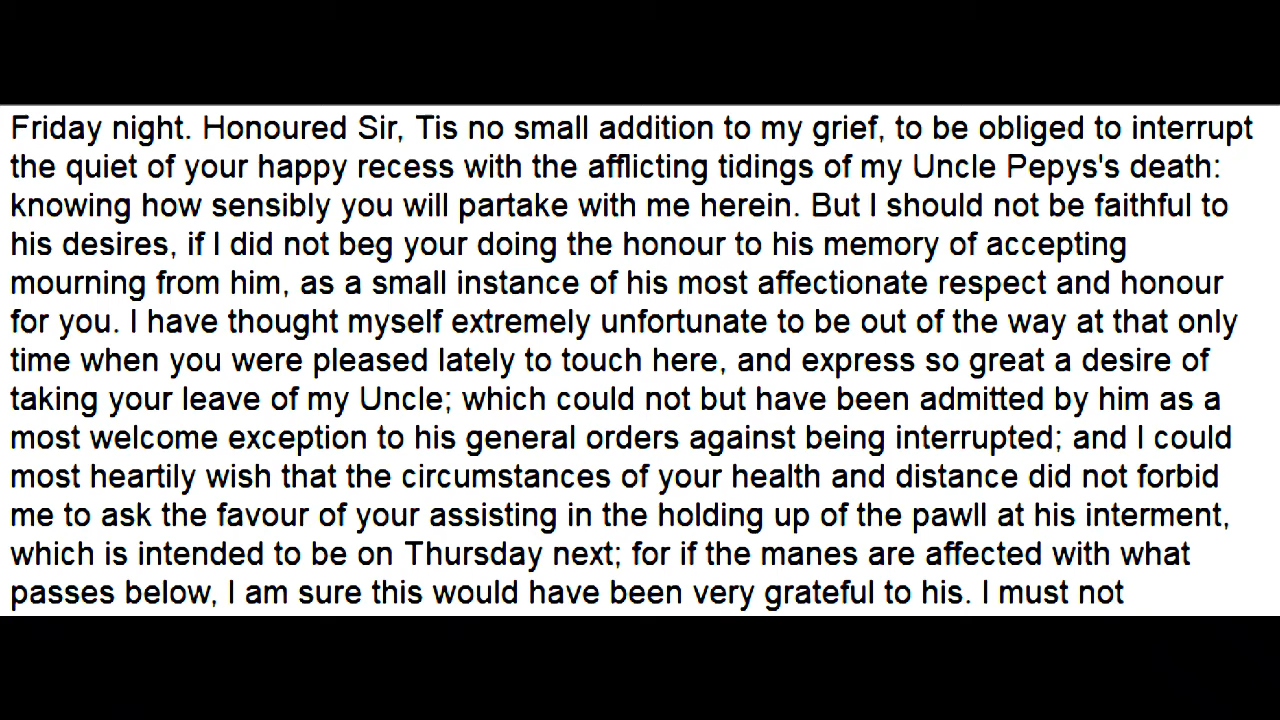 Friday night. Honoured Sir, Tis no small addition to my grief, to be obliged to interrupt
the quiet of your happy recess with the afflicting tidings of my Uncle Pepys's death:
knowing how sensibly you will partake with me herein. But I should not be faithful to
his desires, if I did not beg your doing the honour to his memory of accepting
mourning from him, as a small instance of his most affectionate respect and honour
for you. I have thought myself extremely unfortunate to be out of the way at that only
time when you were pleased lately to touch here, and express so great a desire of
taking your leave of my Uncle; which could not but have been admitted by him as a
most welcome exception to his general orders against being interrupted; and I could
most heartily wish that the circumstances of your health and distance did not forbid
me to ask the favour of your assisting in the holding up of the pawll at his interment,
which is intended to be on Thursday next; for if the manes are affected with what
passes below, I am sure this would have been very grateful to his. I must not